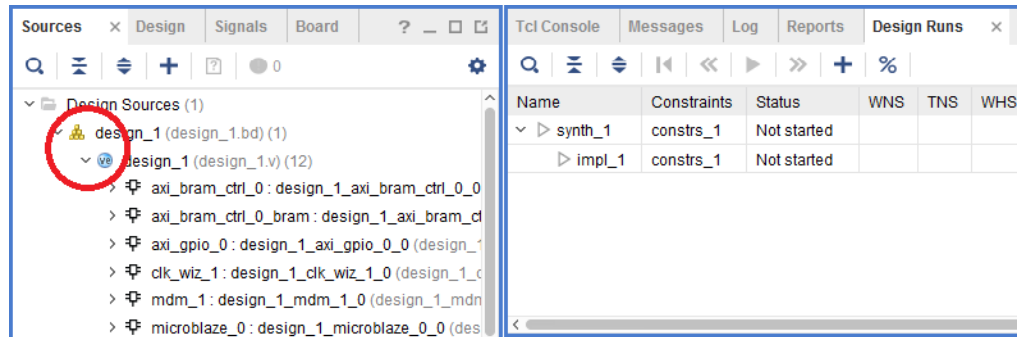 Sources × Design Signals Board ? _
0
Design Sources (1)
design_1 (design_1.bd) (1)
ve design_1 (design_1.v) (12)
axi_bram_ctrl_0 : design_1_axi_bram_ctrl_0_0
axi_bram_ctrl_0_bram : design_1_axi_bram_ct
axi_gpio_0 : design_1_axi_gpio_0_0 (design_1
clk_wiz_1 : design_1_clk_wiz_1_0 (design_1_c
mdm_1 : design_1_mdm_1_0 (design_1_mdm
microblaze_0 : design_1_microblaze_0_0 (des
Tcl Console Messages Log Reports Design Runs ×
%
Name Constraints Status WNS TNS WHS
synth_1 constrs_1 Not started
impl_1 constrs_1 Not started